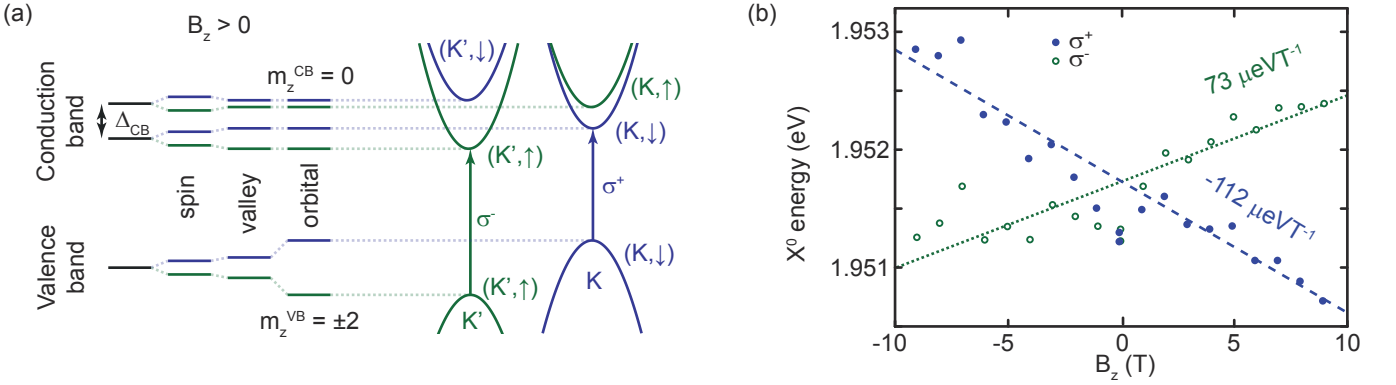 (a)
B_z > 0
m_z^CB = 0
Conduction
band
Δ_CB
spin
valley
orbital
Valence
band
m_z^VB = ±2
(K',↓)
(K,↑)
(K,↓)
(K',↑)
σ⁺
σ⁻
(K,↓)
(K',↑)
K
K'
(b)
1.953
1.952
1.951
X⁰ energy (eV)
σ⁺
σ⁻
73 μeVT⁻¹
-112 μeVT⁻¹
-10
-5
0
5
10
B_z (T)